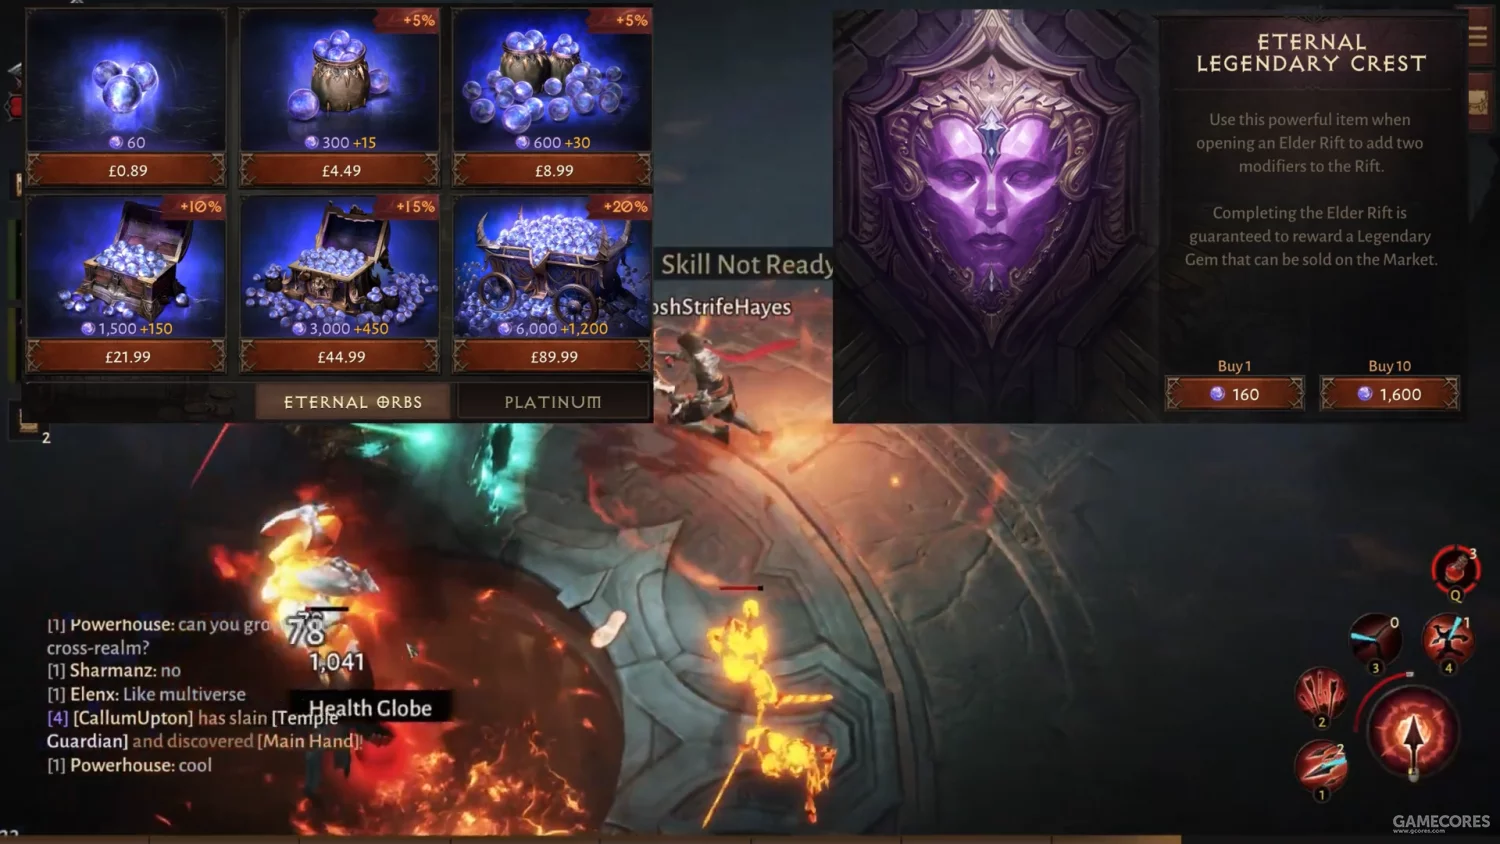 +5%
+5%
60
300 +15
600 +30
£0.89
£4.49
£8.99
+10%
+15%
+20%
1,500 +150
3,000 +450
6,000 +1,200
£21.99
£44.99
£89.99
ETERNAL ORBS
PLATINUM
2
ETERNAL
LEGENDARY CREST
Use this powerful item when
opening an Elder Rift to add two
modifiers to the Rift.
Completing the Elder Rift is
guaranteed to reward a Legendary
Gem that can be sold on the Market.
Buy 1
Buy 10
160
1,600
Skill Not Ready
oshStrifeHayes
[1] Powerhouse: can you gro
cross-realm?
[1] Sharmanz: no
[1] Elenx: Like multiverse
[4] [CallumUpton] has slain [Temple
Guardian] and discovered [Main Hand]!
[1] Powerhouse: cool
78
1,041
Health Globe
3
Q
0
1
3
4
2
2
1
GAMECORES
www.gcores.com